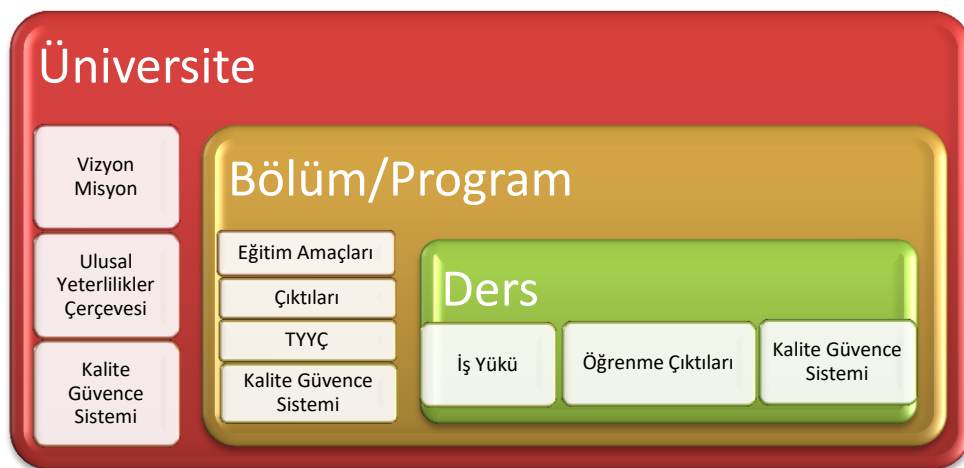 Üniversite
Vizyon
Misyon
Ulusal
Yeterlilikler
Çerçevesi
Kalite
Güvence
Sistemi
Bölüm/Program
Eğitim Amaçları
Çıktıları
TYYÇ
Kalite Güvence
Sistemi
Ders
İş Yükü
Öğrenme Çıktıları
Kalite Güvence
Sistemi